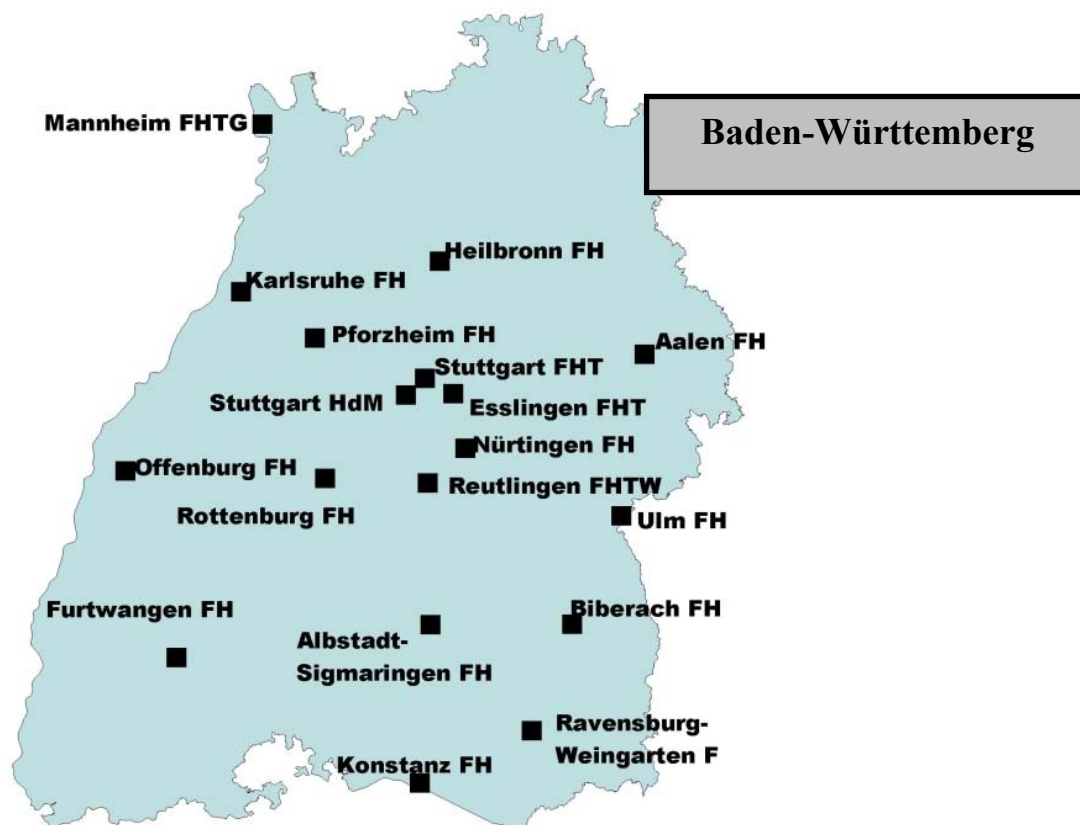 Mannheim FHTG
Baden-Württemberg
Heilbronn FH
Karlsruhe FH
Pforzheim FH
Aalen FH
Stuttgart FHT
Stuttgart HdM
Esslingen FHT
Nürtingen FH
Offenburg FH
Reutlingen FHTW
Rottenburg FH
Ulm FH
Furtwangen FH
Biberach FH
Albstadt-
Sigmaringen FH
Ravensburg-
Weingarten F
Konstanz FH